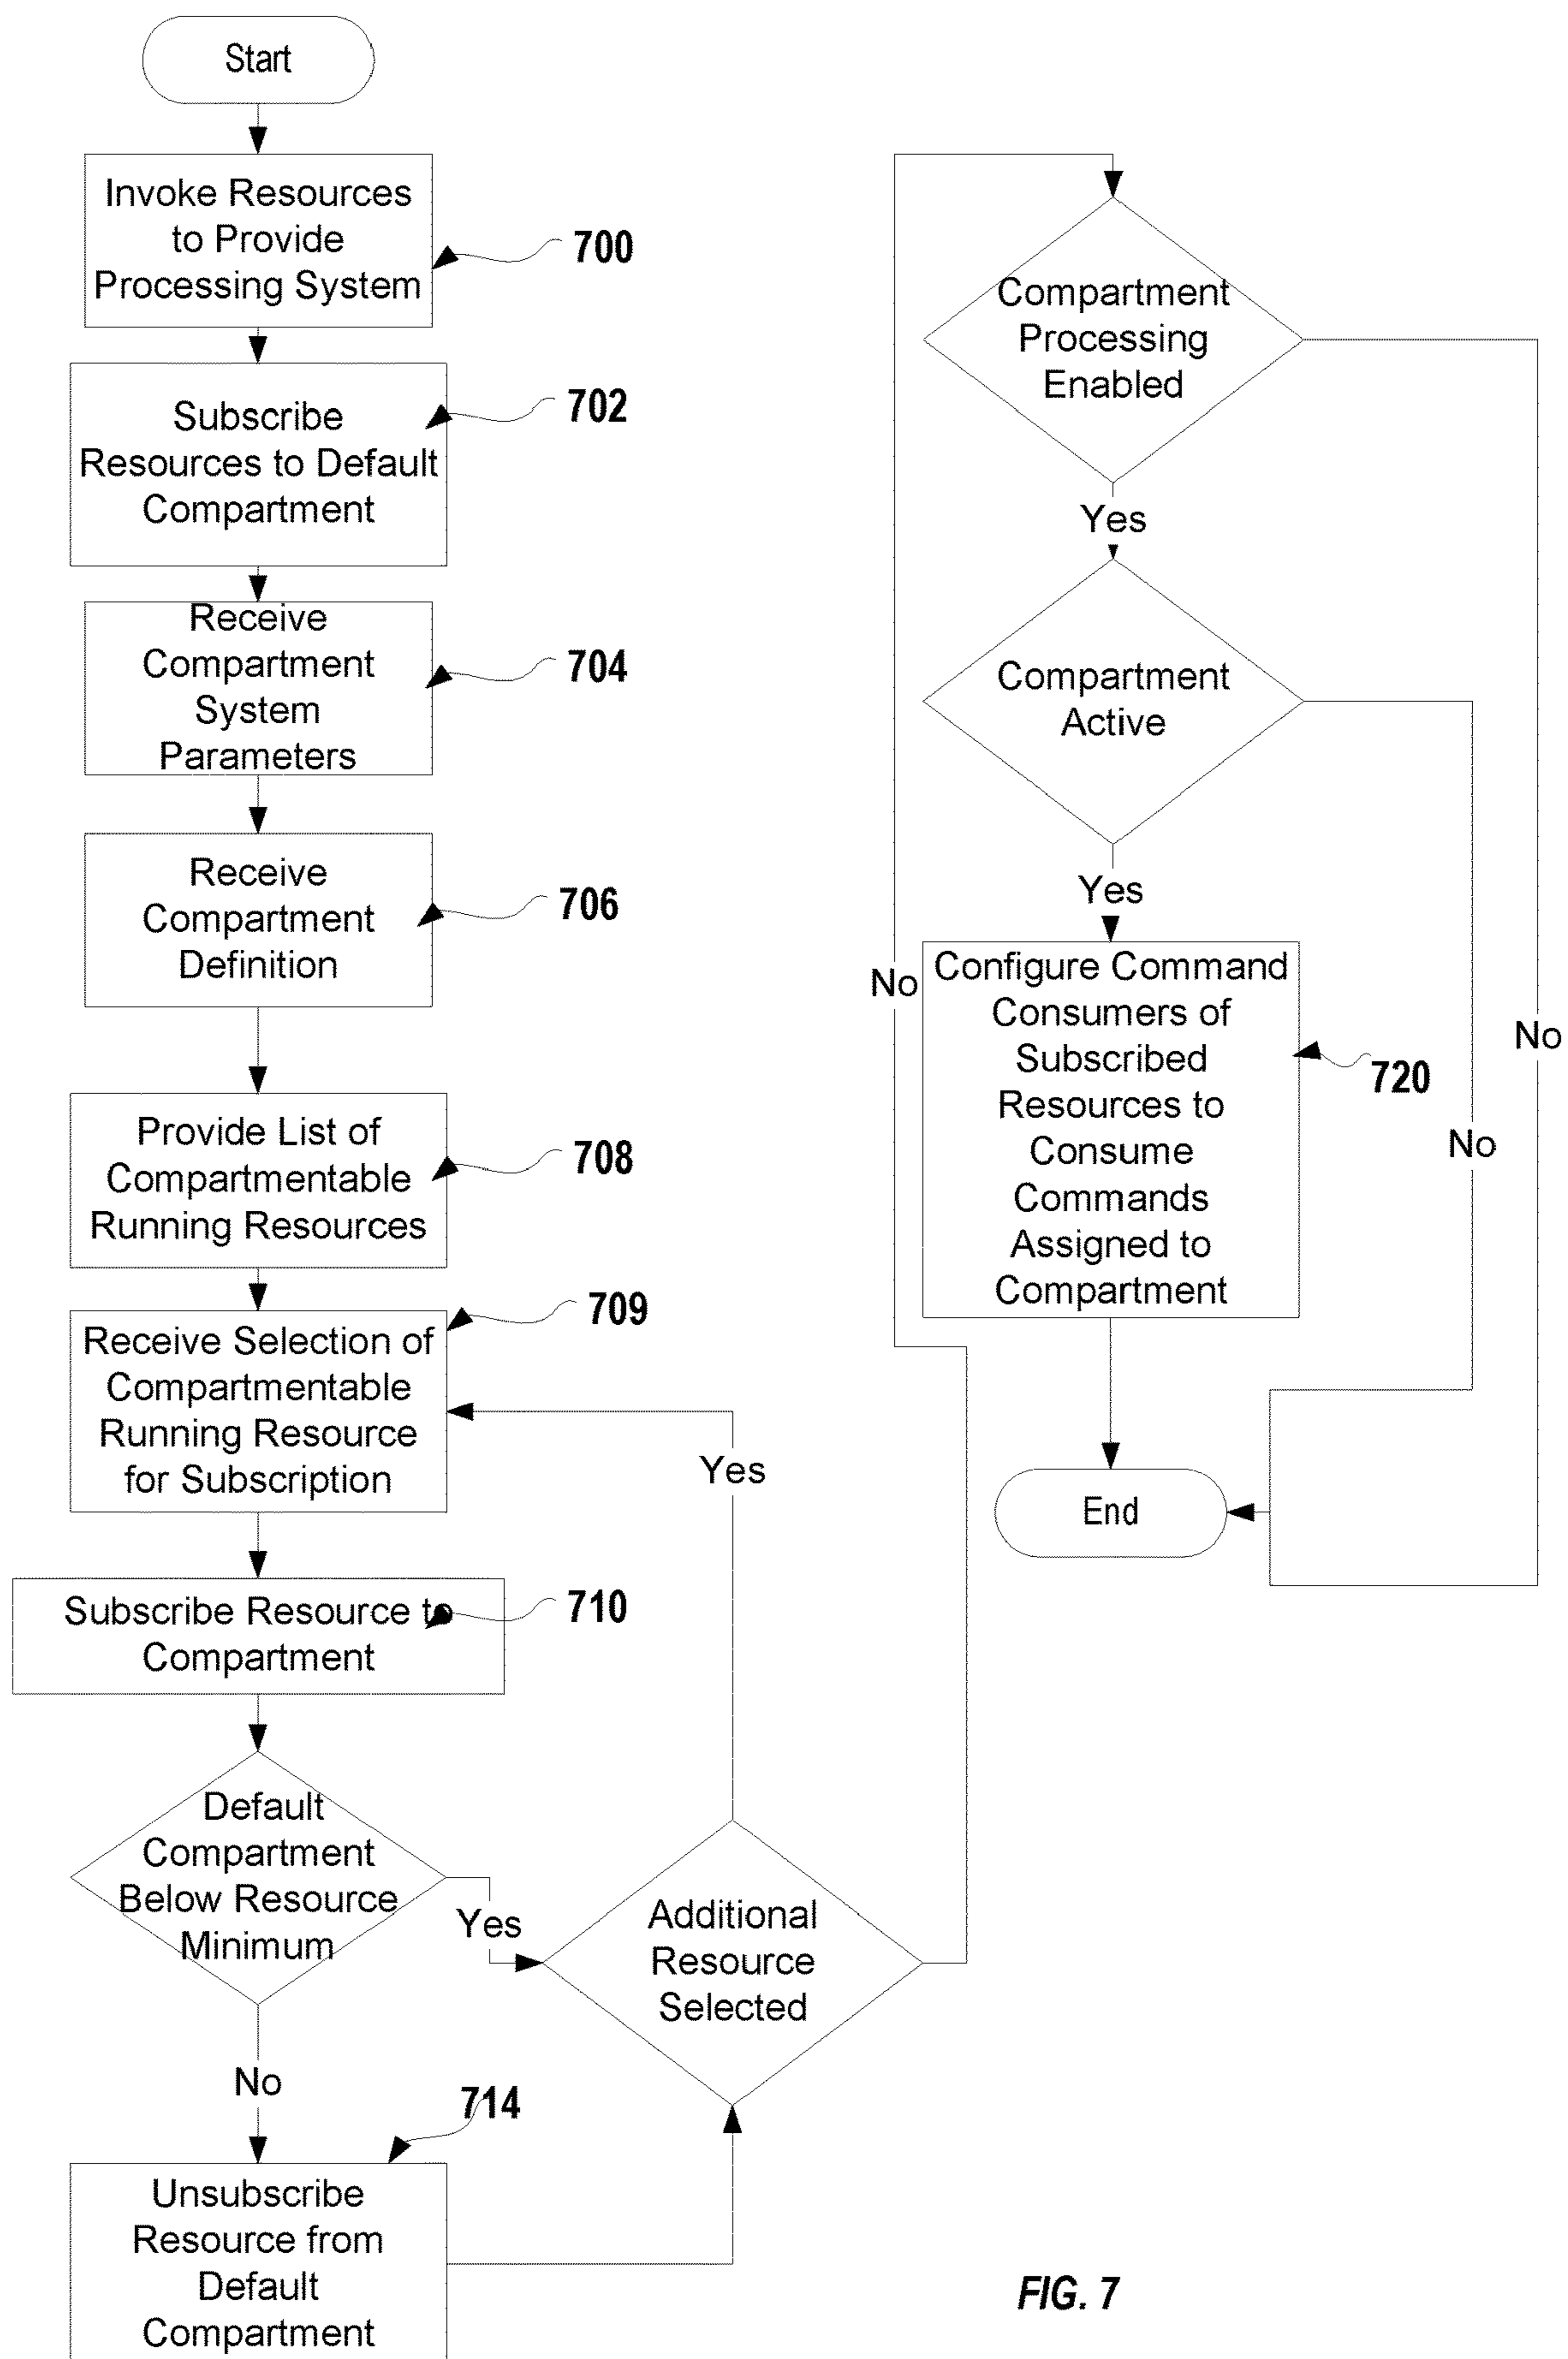 Start
Invoke Resources
to Provide
Processing System
700
Subscribe
Resources to Default
Compartment
702
Receive
Compartment
System
Parameters
704
Receive
Compartment
Definition
706
Provide List of
Compartmentable
Running Resources
708
Receive Selection of
Compartmentable
Running Resource
for Subscription
709
Subscribe Resource to
Compartment
710
Default
Compartment
Below Resource
Minimum
Yes
No
714
Unsubscribe
Resource from
Default
Compartment
Additional
Resource
Selected
Yes
No
Compartment
Processing
Enabled
Yes
No
Compartment
Active
Yes
No
Configure Command
Consumers of
Subscribed
Resources to
Consume
Commands
Assigned to
Compartment
720
End
FIG. 7